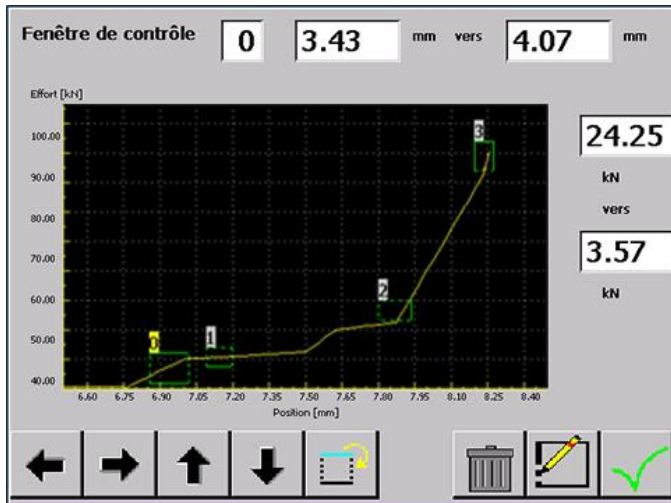 Fenêtre de contrôle 0 3.43 mm vers 4.07 mm
Effort [kN]
100.00
90.00
80.00
70.00
60.00
50.00
40.00
3
2
0
1
24.25
kN
vers
3.57
kN
6.60 6.75 6.90 7.05 7.20 7.35 7.50 7.65 7.80 7.95 8.10 8.25 8.40
Position [mm]